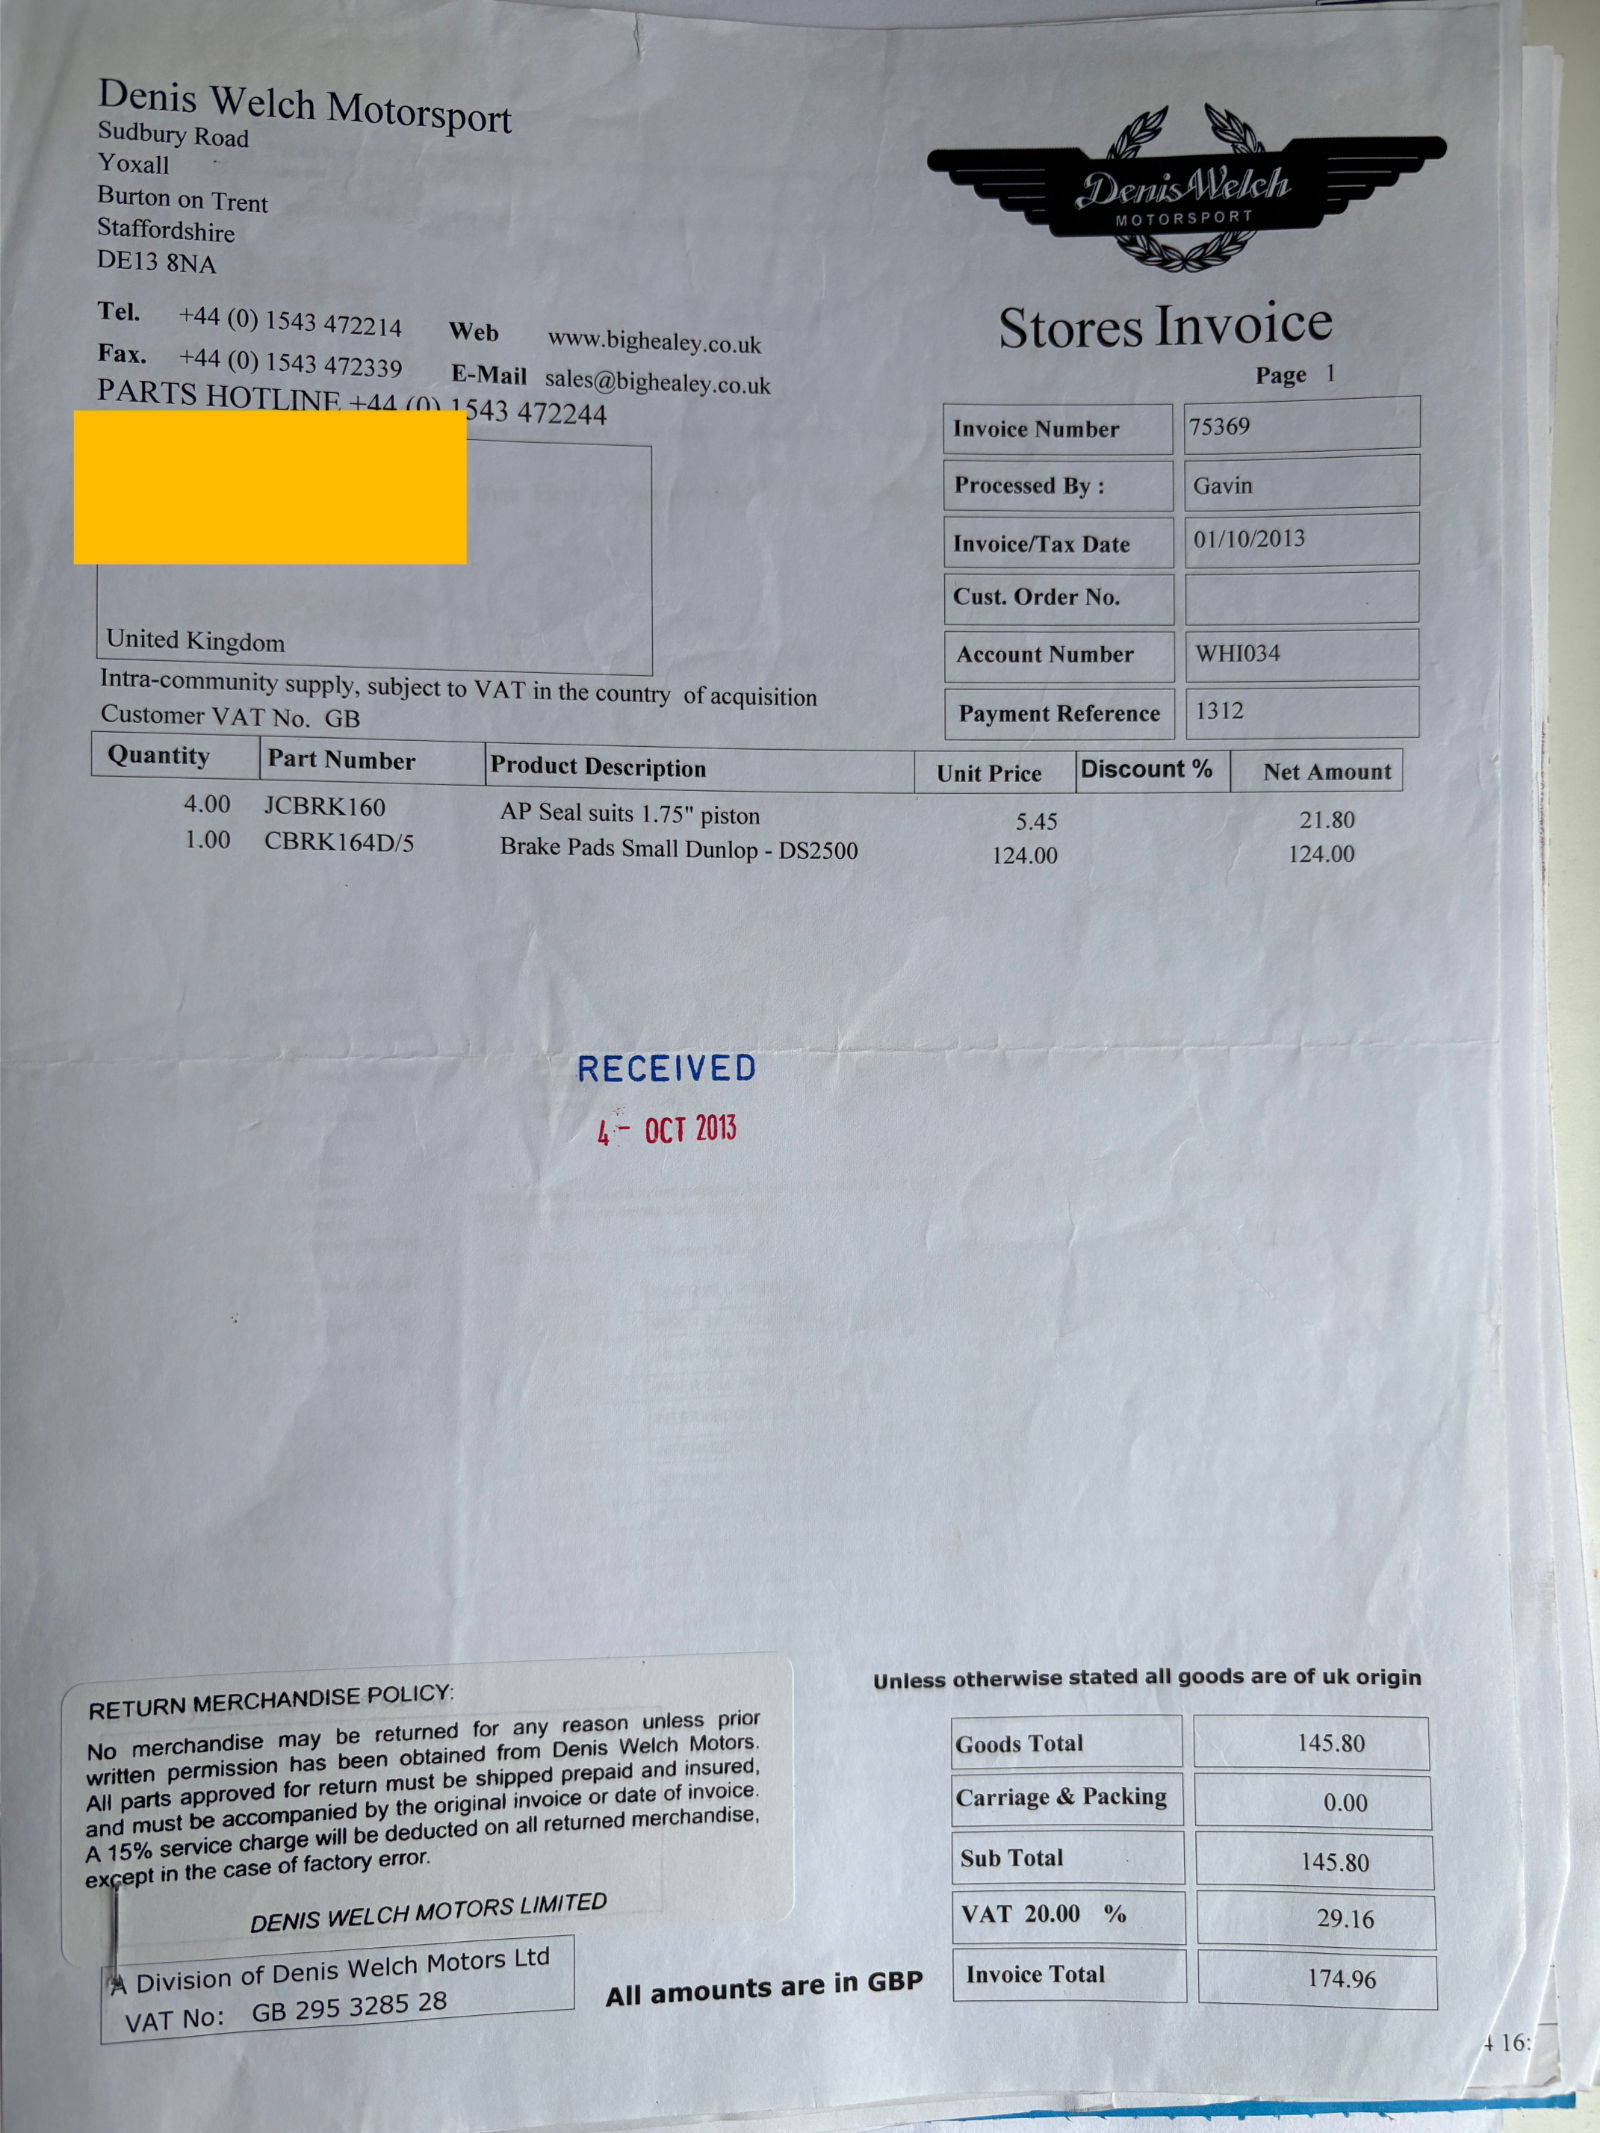 Denis Welch Motorsport
Sudbury Road
Yoxall
Burton on Trent
Staffordshire
DE13 8NA
Tel. +44 (0) 1543 472214 Web www.bighealey.co.uk
Fax. +44 (0) 1543 472339 E-Mail sales@bighealey.co.uk
PARTS HOTLINE +44 (0) 1543 472244
Denis Welch
MOTORSPORT
Stores Invoice
Page 1
Invoice Number 75369
Processed By : Gavin
Invoice/Tax Date 01/10/2013
Cust. Order No.
Account Number WHI034
Payment Reference 1312
United Kingdom
Intra-community supply, subject to VAT in the country of acquisition
Customer VAT No. GB
Quantity Part Number Product Description Unit Price Discount % Net Amount
4.00 JCBRK160 AP Seal suits 1.75" piston 5.45 21.80
1.00 CBRK164D/5 Brake Pads Small Dunlop - DS2500 124.00 124.00
RECEIVED
4 - OCT 2013
RETURN MERCHANDISE POLICY:
No merchandise may be returned for any reason unless prior
written permission has been obtained from Denis Welch Motors.
All parts approved for return must be shipped prepaid and insured,
and must be accompanied by the original invoice or date of invoice.
A 15% service charge will be deducted on all returned merchandise,
except in the case of factory error.
DENIS WELCH MOTORS LIMITED
A Division of Denis Welch Motors Ltd
VAT No: GB 295 3285 28
All amounts are in GBP
Unless otherwise stated all goods are of uk origin
Goods Total 145.80
Carriage & Packing 0.00
Sub Total 145.80
VAT 20.00 % 29.16
Invoice Total 174.96
16: